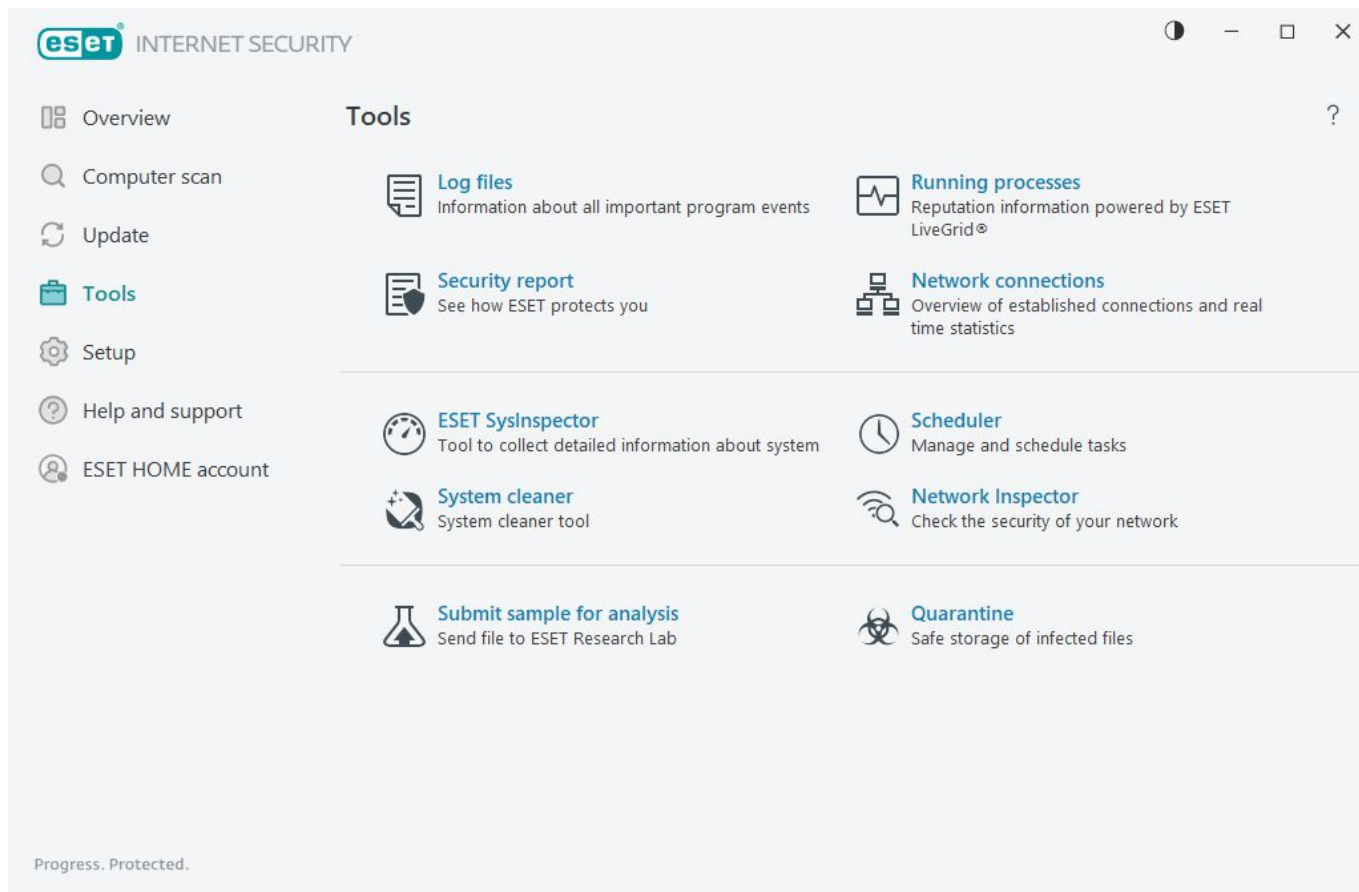 eset® INTERNET SECURITY
Overview
Computer scan
Update
Tools
Setup
Help and support
ESET HOME account
Tools
?
Log files
Information about all important program events
Running processes
Reputation information powered by ESET
LiveGrid®
Security report
See how ESET protects you
Network connections
Overview of established connections and real
time statistics
ESET SysInspector
Tool to collect detailed information about system
Scheduler
Manage and schedule tasks
System cleaner
System cleaner tool
Network Inspector
Check the security of your network
Submit sample for analysis
Send file to ESET Research Lab
Quarantine
Safe storage of infected files
Progress. Protected.